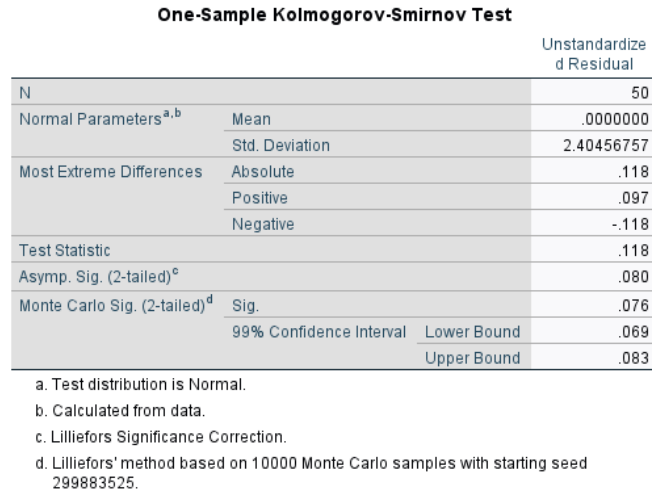 One-Sample Kolmogorov-Smirnov Test
Unstandardize
d Residual
N 50
Normal Parametersa,b Mean .0000000
Std. Deviation 2.40456757
Most Extreme Differences Absolute .118
Positive .097
Negative -.118
Test Statistic .118
Asymp. Sig. (2-tailed)c .080
Monte Carlo Sig. (2-tailed)d Sig. .076
99% Confidence Interval Lower Bound .069
Upper Bound .083
a. Test distribution is Normal.
b. Calculated from data.
c. Lilliefors Significance Correction.
d. Lilliefors' method based on 10000 Monte Carlo samples with starting seed
299883525.